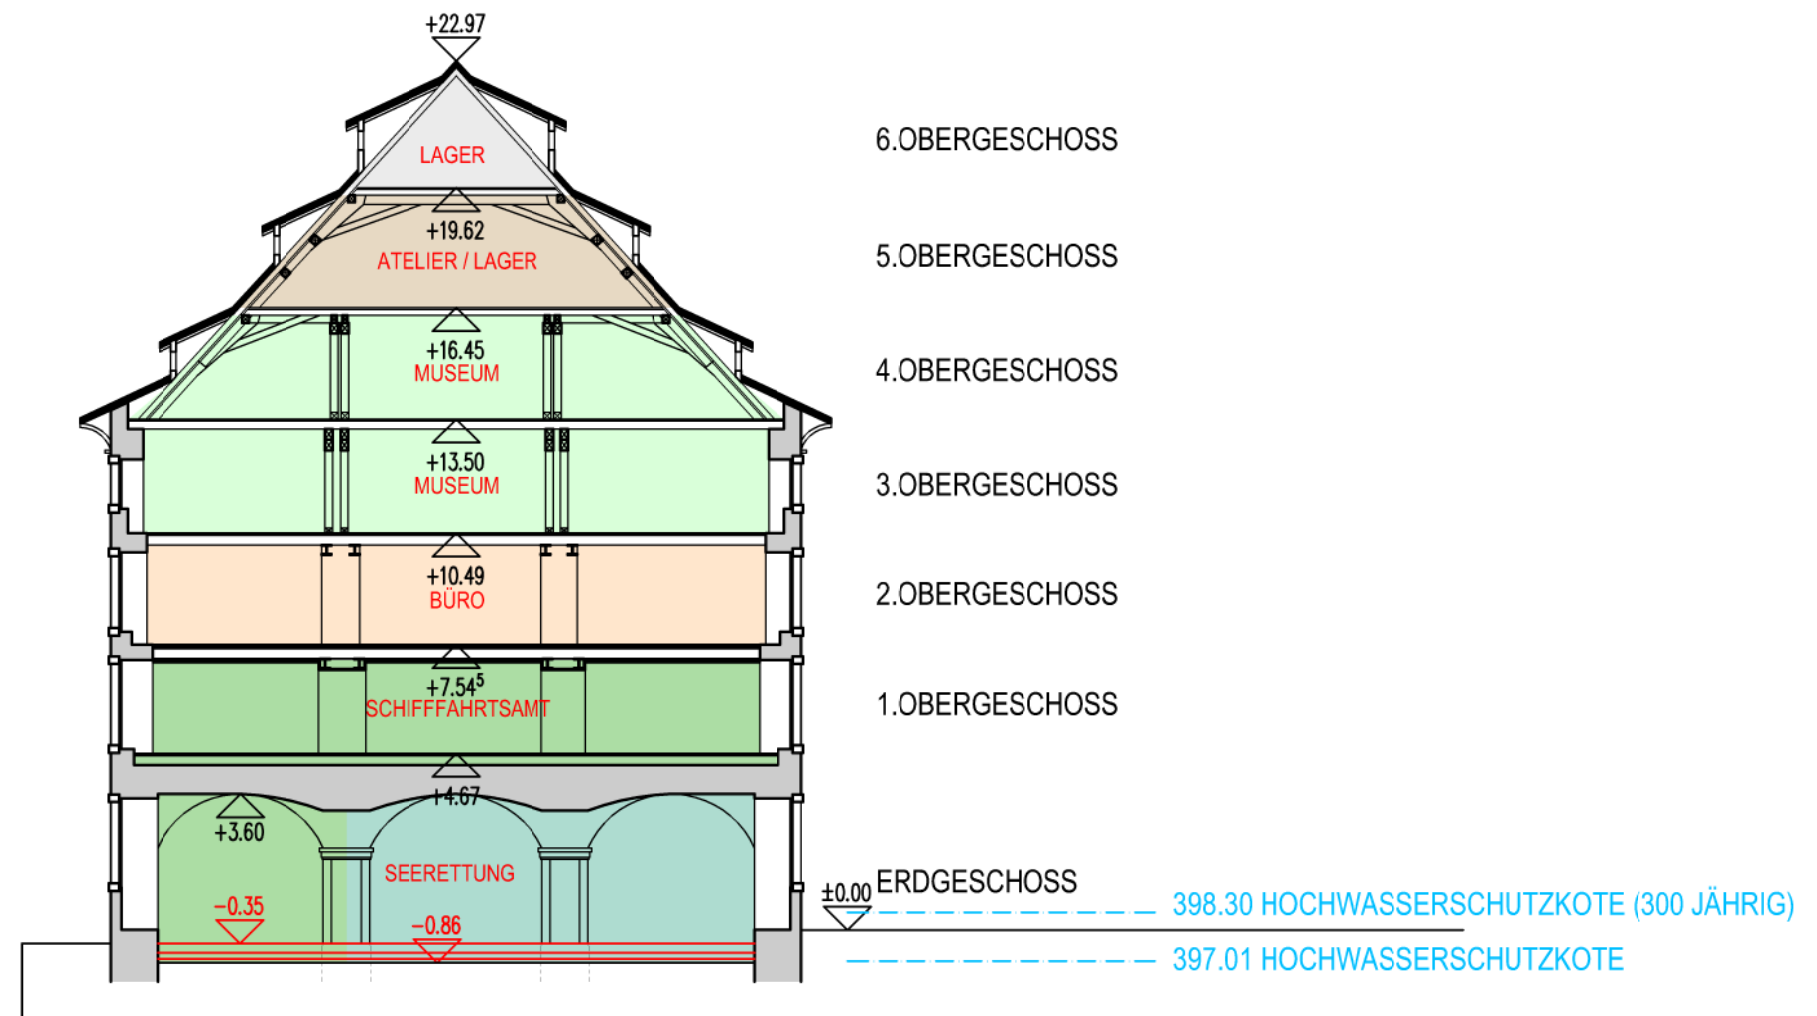 +22.97
6.OBERGESCHOSS
LAGER
+19.62
ATELIER / LAGER
5.OBERGESCHOSS
+16.45
MUSEUM
4.OBERGESCHOSS
+13.50
MUSEUM
3.OBERGESCHOSS
+10.49
BÜRO
2.OBERGESCHOSS
+7.54⁵
SCHIFFFAHRTSAMT
1.OBERGESCHOSS
+4.67
+3.60
SEERETTUNG
ERDGESCHOSS
±0.00
398.30 HOCHWASSERSCHUTZKOTE (300 JÄHRIG)
-0.35
-0.86
397.01 HOCHWASSERSCHUTZKOTE